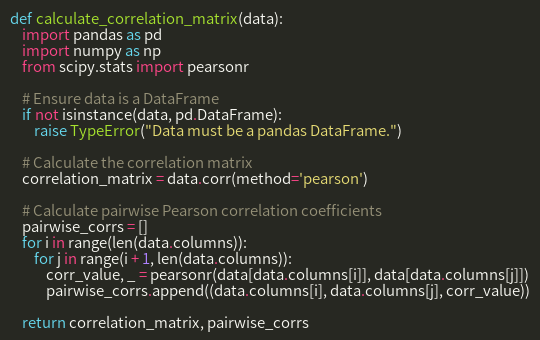 def calculate_correlation_matrix(data):
    import pandas as pd
    import numpy as np
    from scipy.stats import pearsonr

    # Ensure data is a DataFrame
    if not isinstance(data, pd.DataFrame):
        raise TypeError("Data must be a pandas DataFrame.")

    # Calculate the correlation matrix
    correlation_matrix = data.corr(method='pearson')

    # Calculate pairwise Pearson correlation coefficients
    pairwise_corrs = []
    for i in range(len(data.columns)):
        for j in range(i + 1, len(data.columns)):
            corr_value, _ = pearsonr(data[data.columns[i]], data[data.columns[j]])
            pairwise_corrs.append((data.columns[i], data.columns[j], corr_value))

    return correlation_matrix, pairwise_corrs